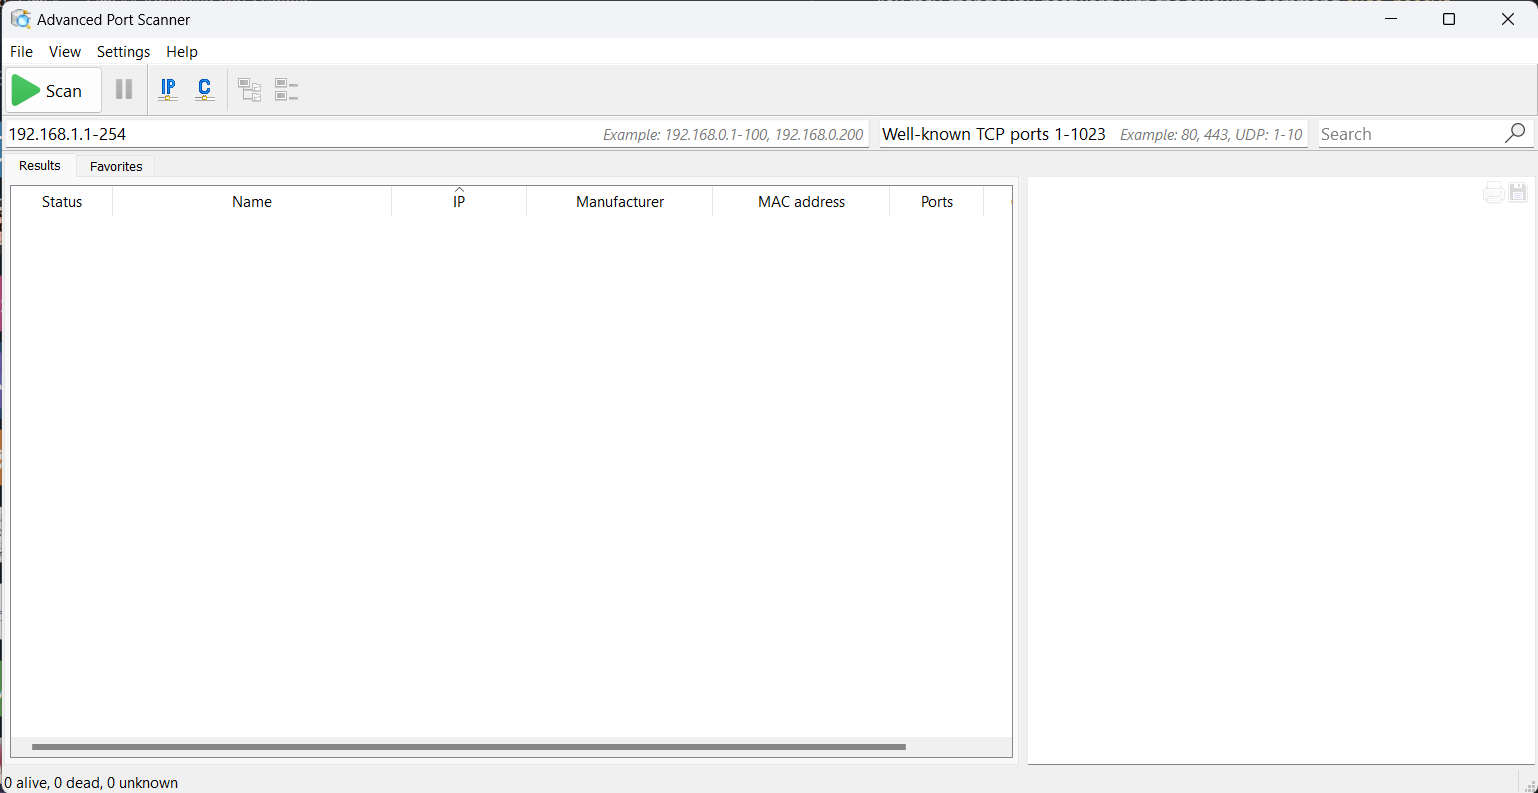 Advanced Port Scanner
File View Settings Help
Scan IP C
192.168.1.1-254 Example: 192.168.0.1-100, 192.168.0.200 Well-known TCP ports 1-1023 Example: 80, 443, UDP: 1-10 Search
Results Favorites
Status Name IP Manufacturer MAC address Ports
0 alive, 0 dead, 0 unknown